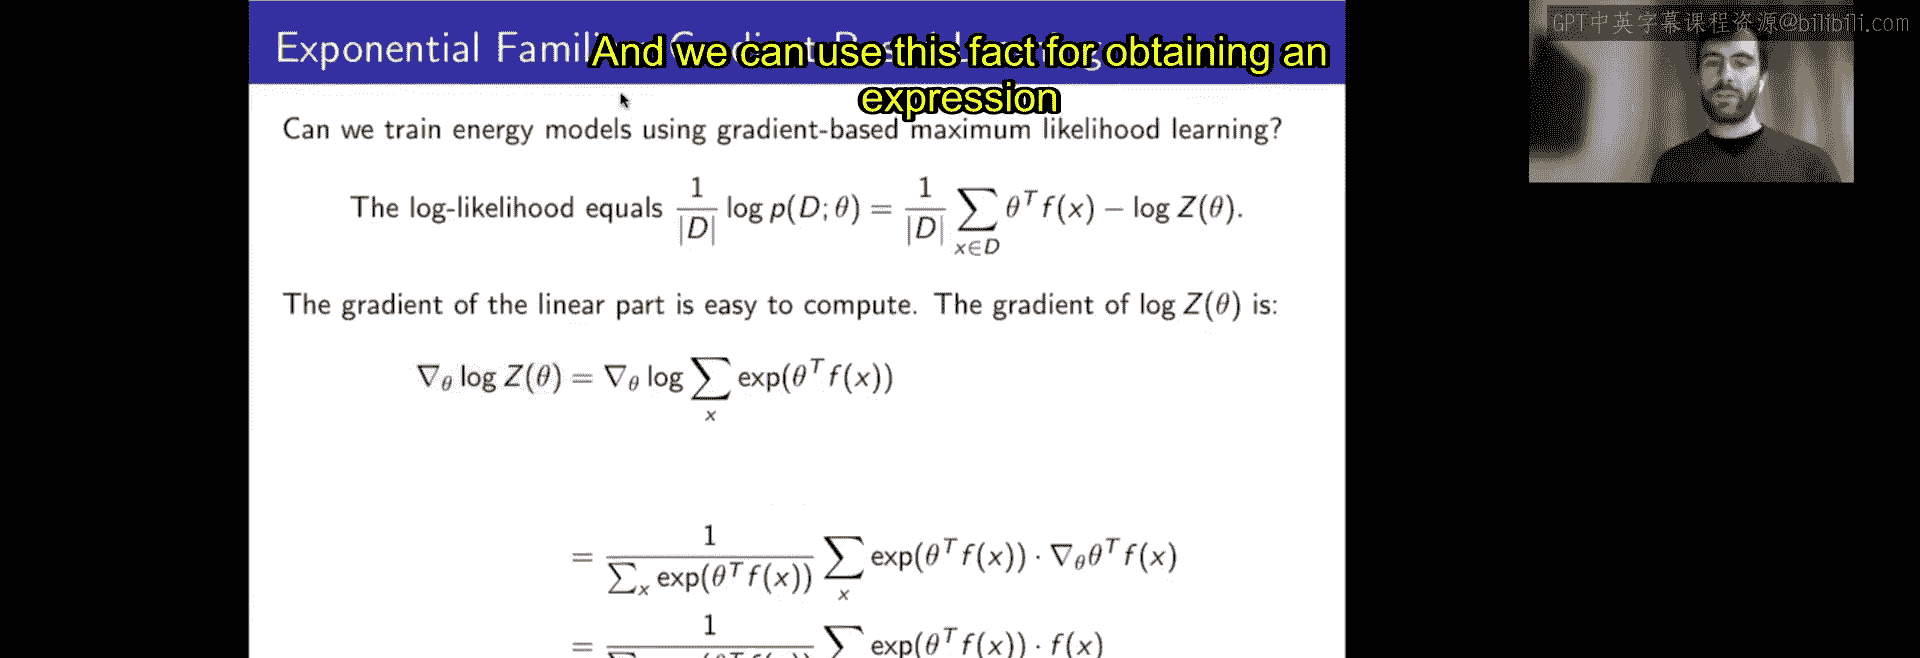 GPT中英字幕课程资源@bilibili.com
Exponential Famili
And we can use this fact for obtaining an
expression
Can we train energy models using gradient-based maximum likelihood learning?
The log-likelihood equals 1/|D| log p(D; θ) = 1/|D| ∑_{x∈D} θ^T f(x) − log Z(θ).
The gradient of the linear part is easy to compute. The gradient of log Z(θ) is:
∇_θ log Z(θ) = ∇_θ log ∑_x exp(θ^T f(x))
= 1/(∑_x exp(θ^T f(x))) ∑_x exp(θ^T f(x)) · ∇_θ θ^T f(x)
= 1 ∑ exp(θ^T f(x)) · f(x)